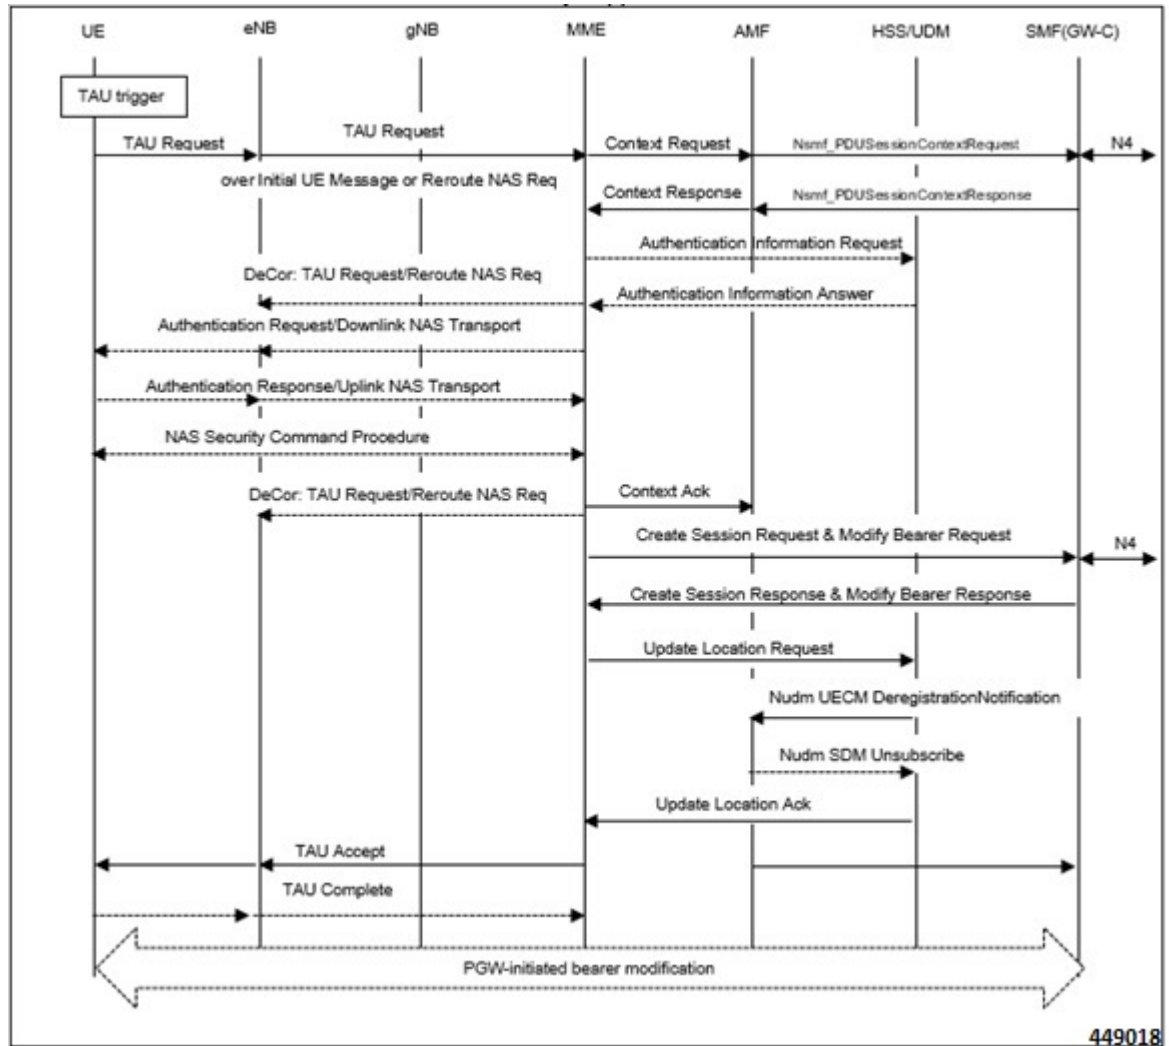 UE eNB gNB MME AMF HSS/UDM SMF(GW-C)
TAU trigger
TAU Request TAU Request Context Request Nsmf_PDUSessionContextRequest N4
over Initial UE Message or Reroute NAS Req
Context Response Nsmf_PDUSessionContextResponse
Authentication Information Request
DeCor: TAU Request/Reroute NAS Req
Authentication Information Answer
Authentication Request/Downlink NAS Transport
Authentication Response/Uplink NAS Transport
NAS Security Command Procedure
DeCor: TAU Request/Reroute NAS Req Context Ack
Create Session Request & Modify Bearer Request N4
Create Session Response & Modify Bearer Response
Update Location Request
Nudm UECM DeregistrationNotification
Nudm SDM Unsubscribe
Update Location Ack
TAU Accept
TAU Complete
PGW-initiated bearer modification
449018